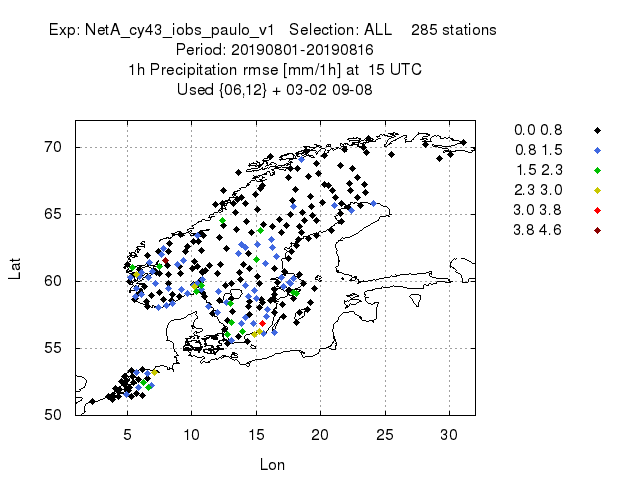 Exp: NetA_cy43_iobs_paulo_v1 Selection: ALL 285 stations
Period: 20190801-20190816
1h Precipitation rmse [mm/1h] at 15 UTC
Used {06,12} + 03-02 09-08
0.0 0.8
0.8 1.5
1.5 2.3
2.3 3.0
3.0 3.8
3.8 4.6
70
65
60
55
50
Lat
5 10 15 20 25 30
Lon